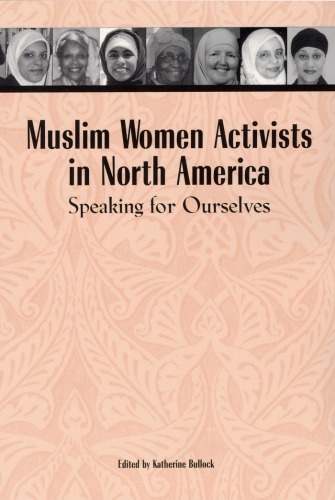 Muslim Women Activists
in North America
Speaking for Ourselves
Edited by Katherine Bullock